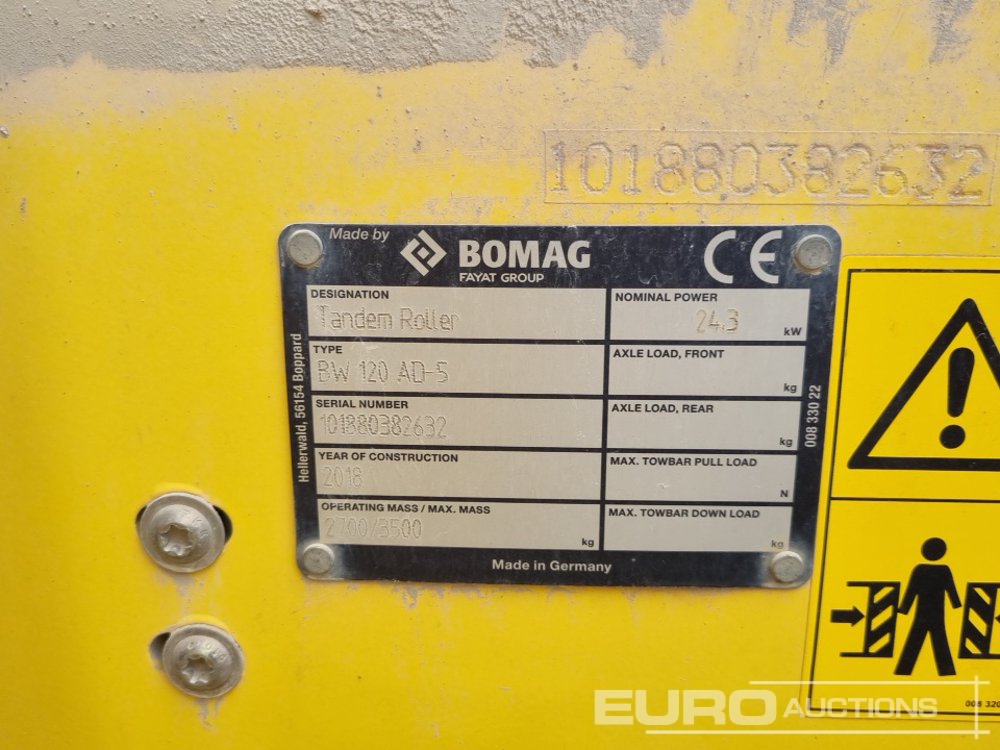 101880382632
Made by BOMAG CE
FAYAT GROUP
DESIGNATION
Tandem Roller
NOMINAL POWER
24.3 kW
TYPE
BW 120 AD-5
AXLE LOAD, FRONT
kg
SERIAL NUMBER
101880382632
AXLE LOAD, REAR
kg
YEAR OF CONSTRUCTION
2018
MAX. TOWBAR PULL LOAD
N
OPERATING MASS / MAX. MASS
2700/3500 kg
MAX. TOWBAR DOWN LOAD
kg
Made in Germany
Hellerwald, 56154 Boppard
008 330 22
008 320
EURO AUCTIONS